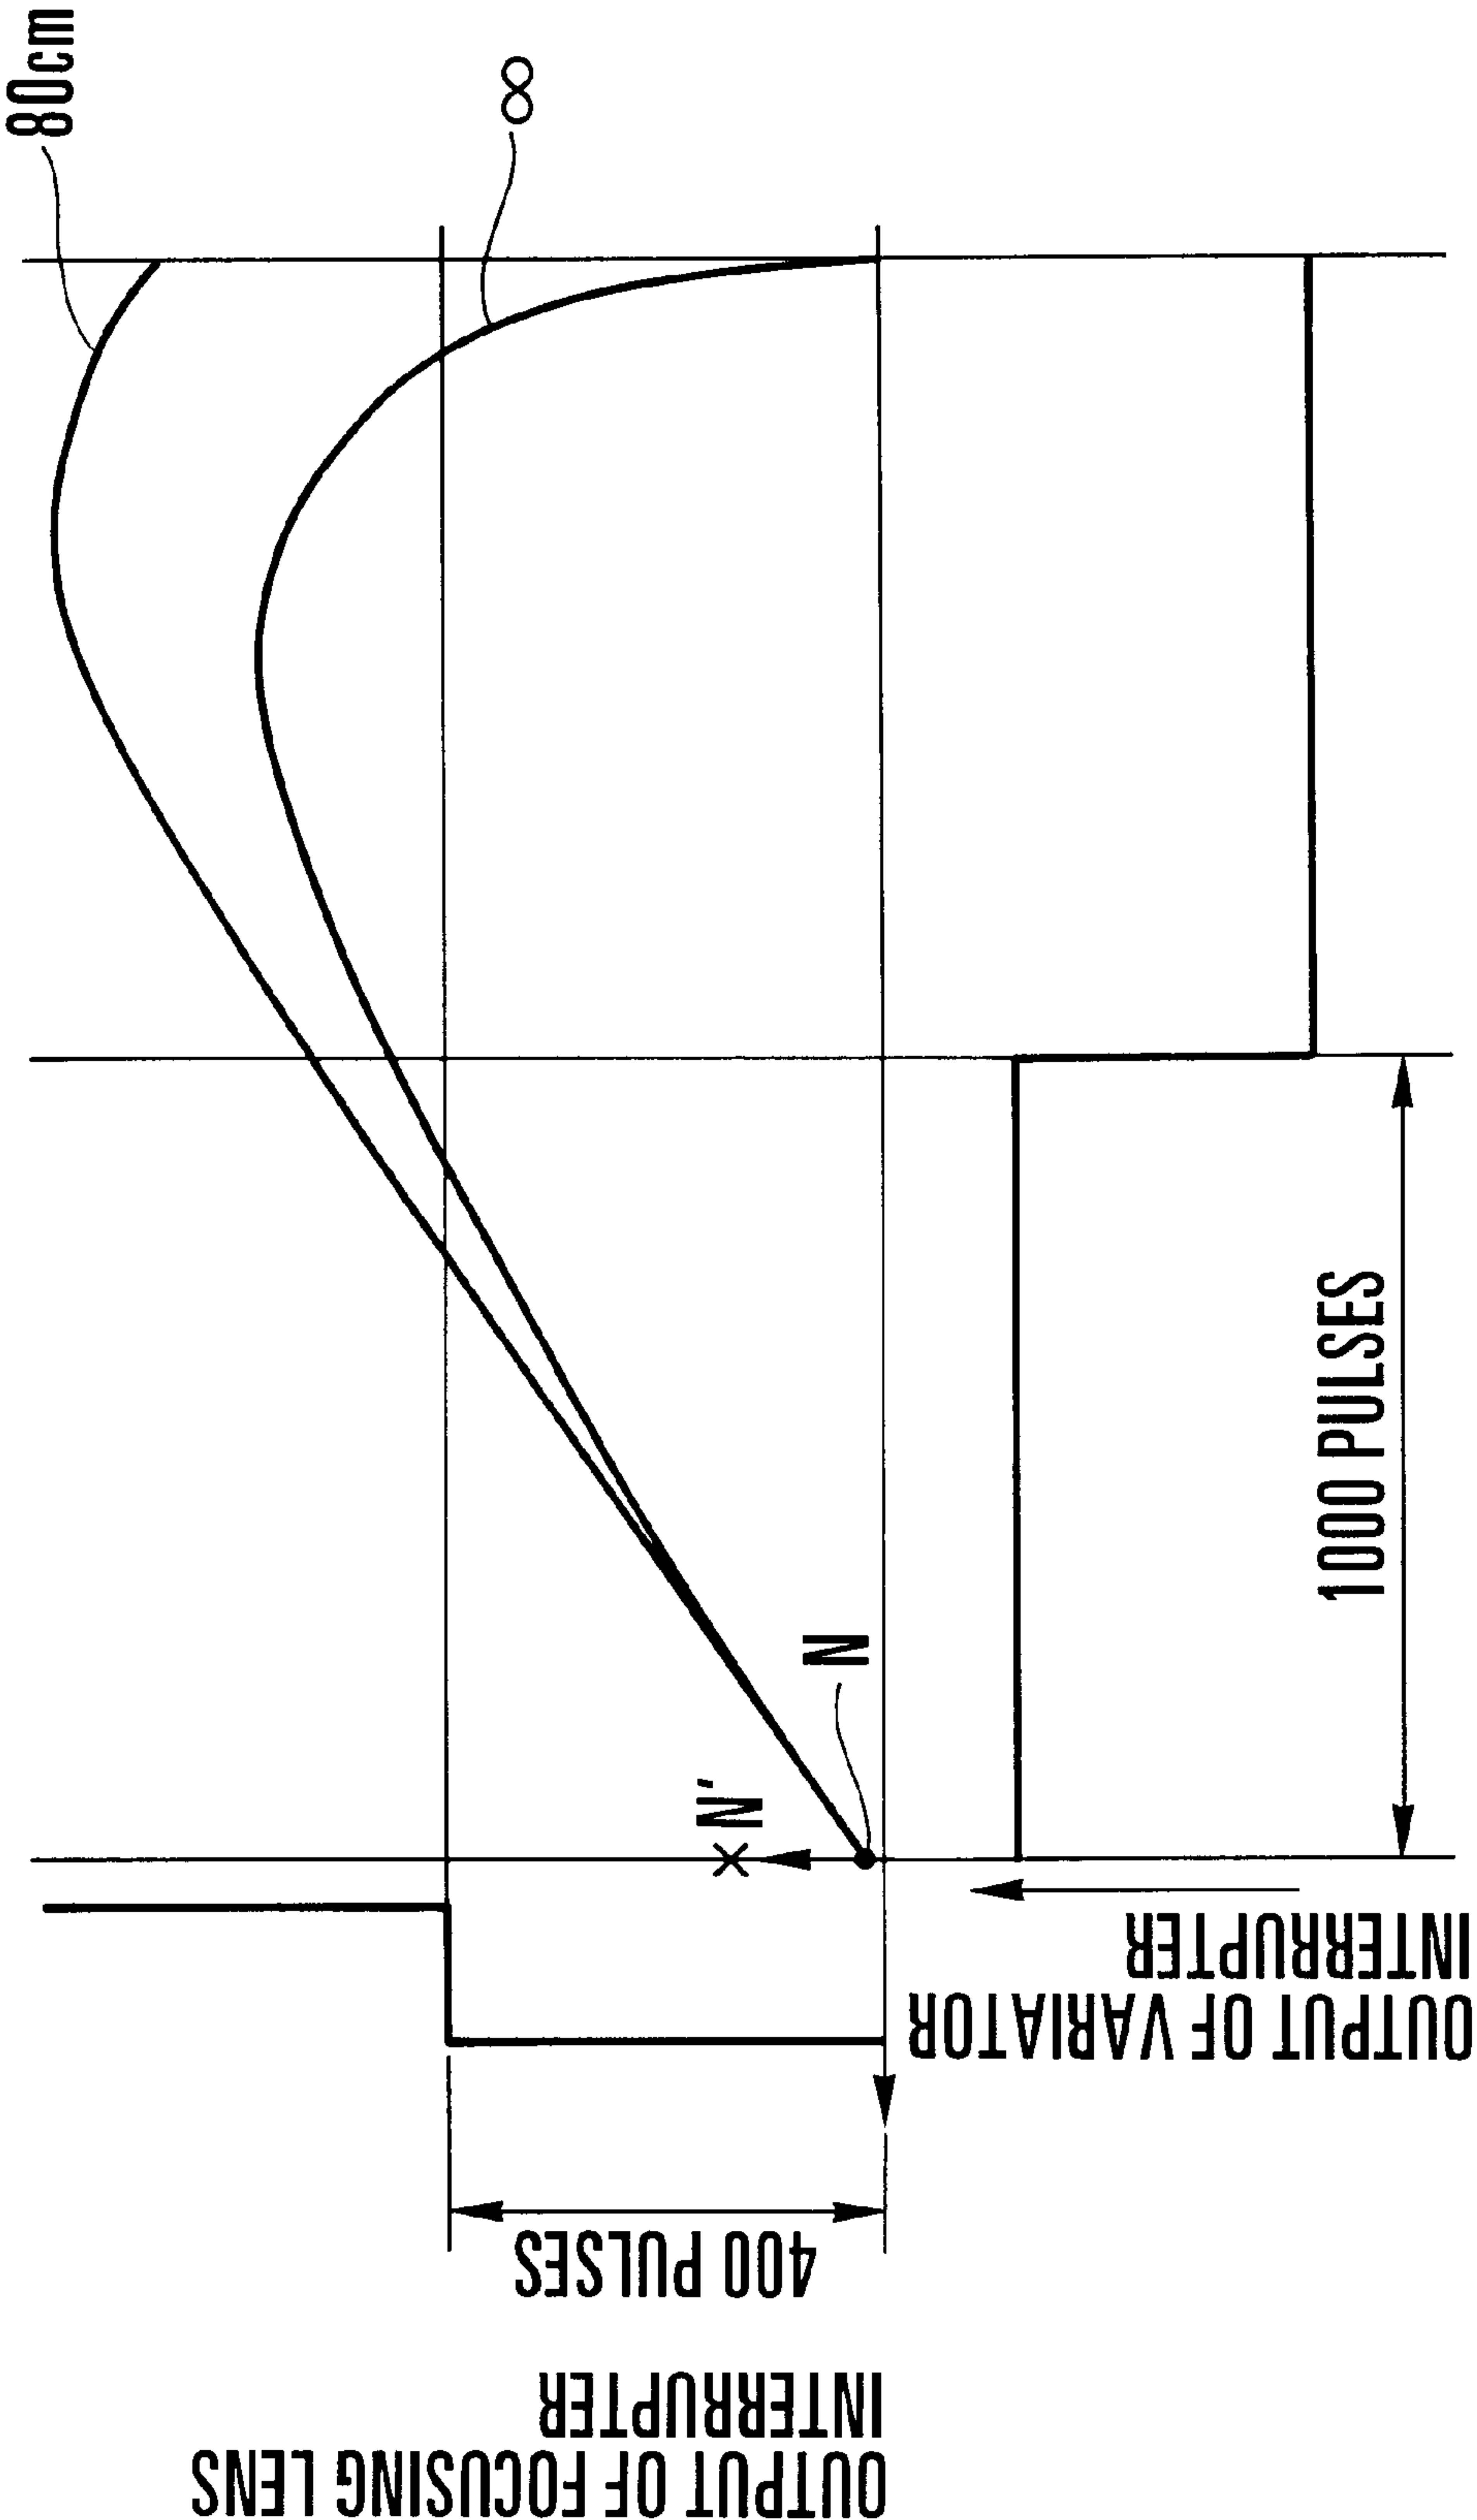 80cm
∞
N
N'
1000 PULSES
OUTPUT OF VARIATOR
INTERRUPTER
400 PULSES
OUTPUT OF FOCUSING LENS
INTERRUPTER